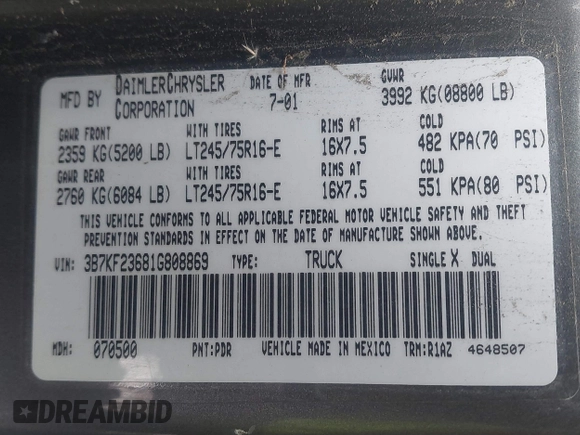 MFD BY DAIMLERCHRYSLER CORPORATION DATE OF MFR 7-01 GVWR 3992 KG(08800 LB)
GAWR FRONT WITH TIRES RIMS AT COLD
2359 KG(5200 LB) LT245/75R16-E 16X7.5 482 KPA(70 PSI)
GAWR REAR WITH TIRES RIMS AT COLD
2760 KG(6084 LB) LT245/75R16-E 16X7.5 551 KPA(80 PSI)
THIS VEHICLE CONFORMS TO ALL APPLICABLE FEDERAL MOTOR VEHICLE SAFETY AND THEFT
PREVENTION STANDARDS IN EFFECT ON THE DATE OF MANUFACTURE SHOWN ABOVE.
VIN: 3B7KF23681G808869 TYPE: TRUCK SINGLE X DUAL
MDH: 070500 PNT:PDR VEHICLE MADE IN MEXICO TRM:R1AZ 4648507
DREAMBID